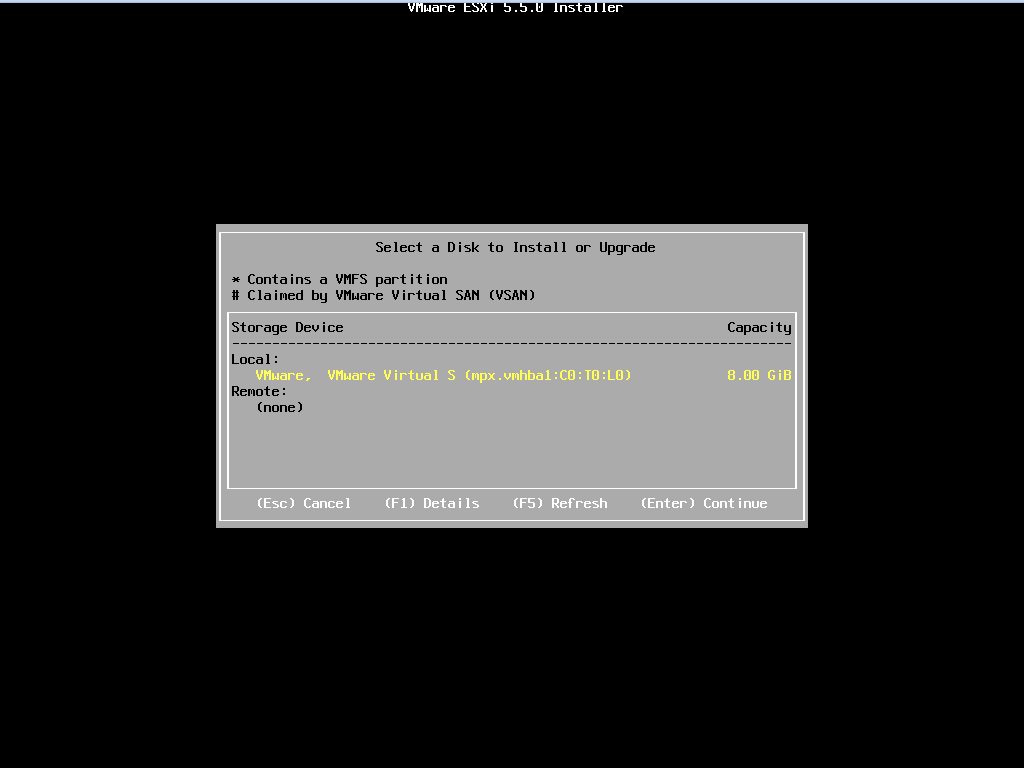 VMware ESXi 5.5.0 Installer
Select a Disk to Install or Upgrade
* Contains a VMFS partition
# Claimed by VMware Virtual SAN (VSAN)
Storage Device Capacity
--------------------------------------------------------------------
Local:
VMware, VMware Virtual S (mpx.vmhba1:C0:T0:L0) 8.00 GiB
Remote:
(none)
(Esc) Cancel (F1) Details (F5) Refresh (Enter) Continue